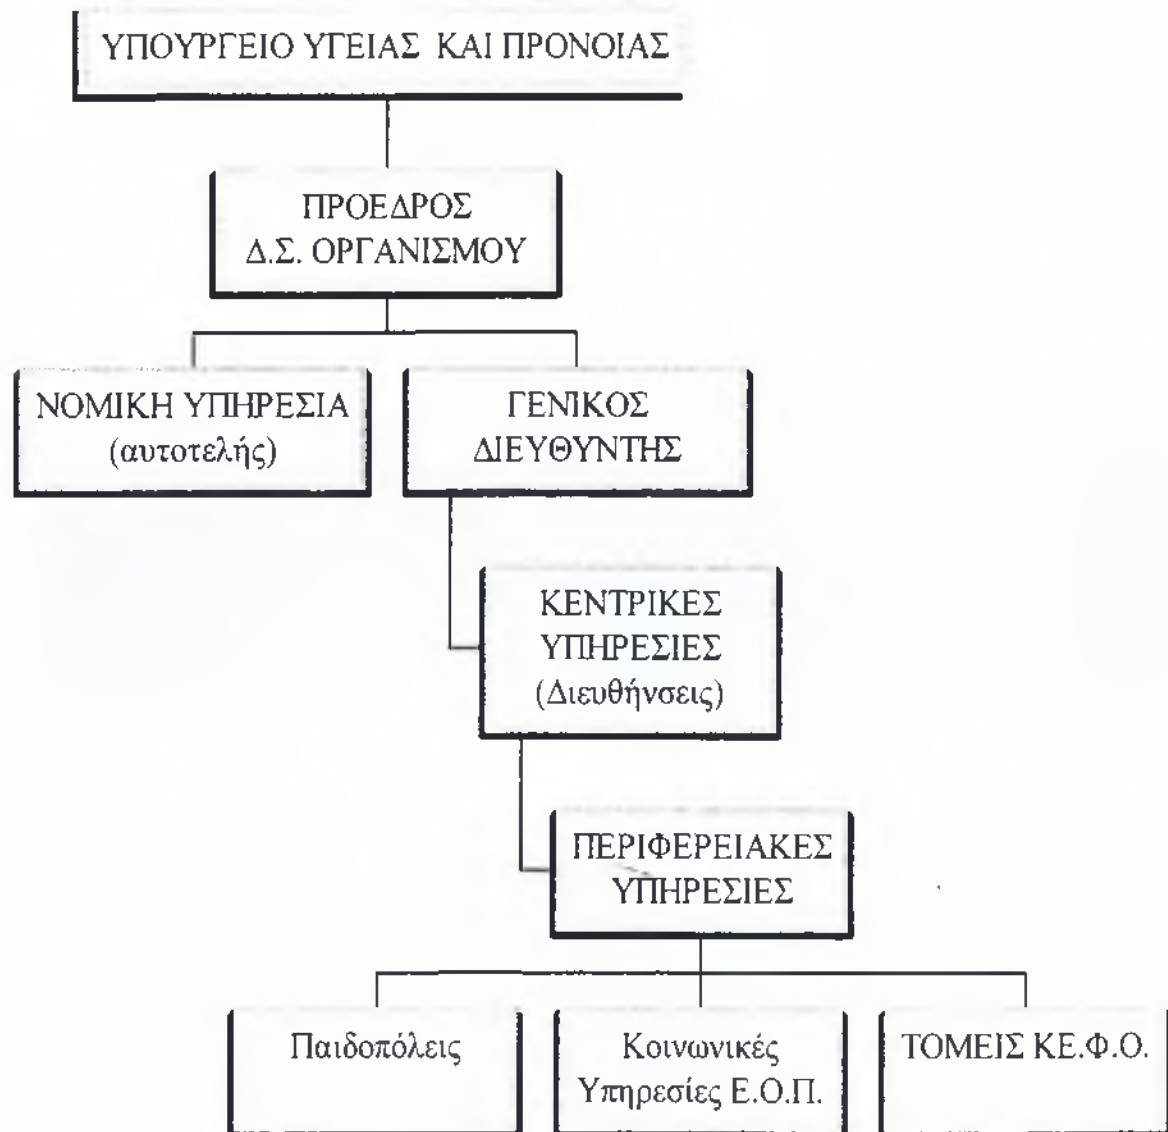 ΥΠΟΥΡΓΕΙΟ ΥΓΕΙΑΣ ΚΑΙ ΠΡΟΝΟΙΑΣ
ΠΡΟΕΔΡΟΣ
Δ.Σ. ΟΡΓΑΝΙΣΜΟΥ
ΝΟΜΙΚΗ ΥΠΗΡΕΣΙΑ
(αυτοτελής)
ΓΕΝΙΚΟΣ
ΔΙΕΥΘΥΝΤΗΣ
ΚΕΝΤΡΙΚΕΣ
ΥΠΗΡΕΣΙΕΣ
(Διευθήνσεις)
ΠΕΡΙΦΕΡΕΙΑΚΕΣ
ΥΠΗΡΕΣΙΕΣ
Παιδοπόλεις
Κοινωνικές
Υπηρεσίες Ε.Ο.Π.
ΤΟΜΕΙΣ ΚΕ.Φ.Ο.